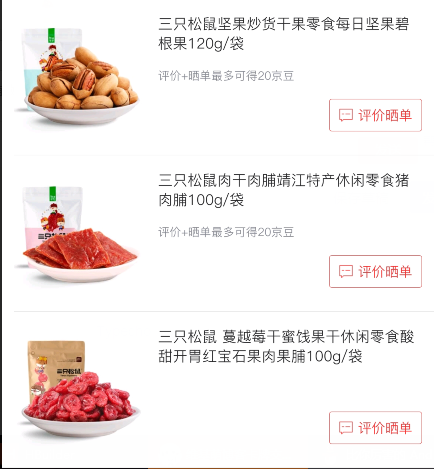 三只松鼠坚果炒货干果零食每日坚果碧
根果120g/袋
评价+晒单最多可得20京豆
评价晒单
三只松鼠肉干肉脯靖江特产休闲零食猪
肉脯100g/袋
评价+晒单最多可得20京豆
评价晒单
三只松鼠 蔓越莓干蜜饯果干休闲零食酸
甜开胃红宝石果肉果脯100g/袋
三只松鼠
评价晒单